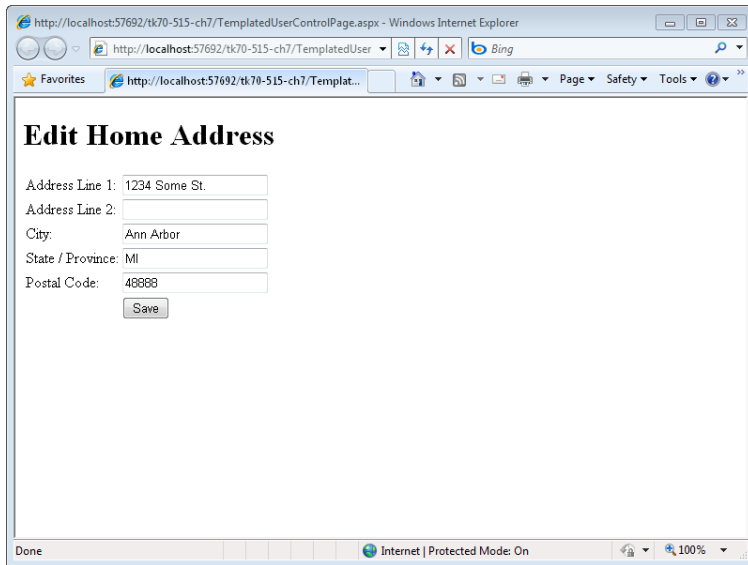 http://localhost:57692/tk70-515-ch7/TemplatedUserControlPage.aspx - Windows Internet Explorer
http://localhost:57692/tk70-515-ch7/TemplatedUser
Bing
Favorites
http://localhost:57692/tk70-515-ch7/Templat...
Page
Safety
Tools
Edit Home Address
Address Line 1: 1234 Some St.
Address Line 2:
City: Ann Arbor
State / Province: MI
Postal Code: 48888
Save
Done
Internet | Protected Mode: On
100%